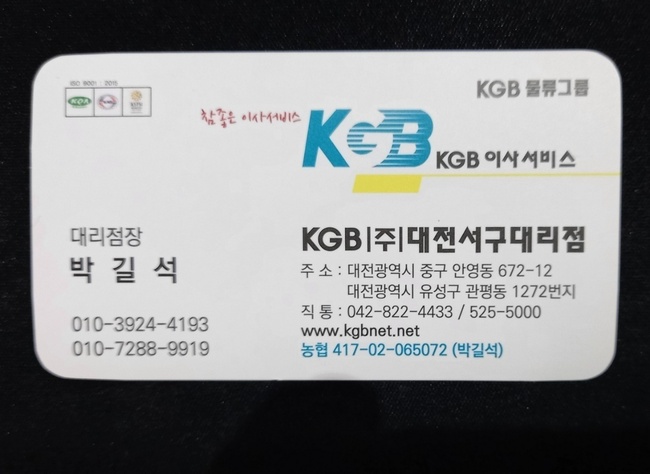 ISO 9001 : 2015
KGB 물류그룹
참좋은 이사서비스
KGB
KGB 이사서비스
대리점장
박길석
010-3924-4193
010-7288-9919
KGB|주|대전서구대리점
주 소 : 대전광역시 중구 안영동 672-12
대전광역시 유성구 관평동 1272번지
직 통 : 042-822-4433 / 525-5000
www.kgbnet.net
농협 417-02-065072 (박길석)